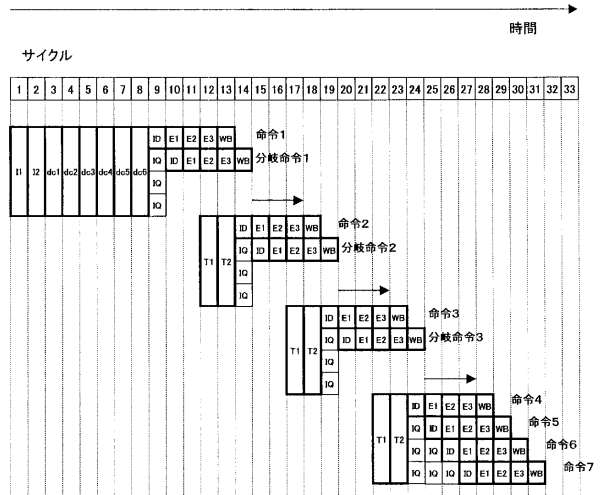 時間
サイクル
1 2 3 4 5 6 7 8 9 10 11 12 13 14 15 16 17 18 19 20 21 22 23 24 25 26 27 28 29 30 31 32 33
I1 I2 dc1 dc2 dc3 dc4 dc5 dc6 ID E1 E2 E3 WB 命令1
IQ ID E1 E2 E3 WB 分岐命令1
IQ
IQ
T1 T2 ID E1 E2 E3 WB 命令2
IQ ID E1 E2 E3 WB 分岐命令2
IQ
IQ
T1 T2 ID E1 E2 E3 WB 命令3
IQ ID E1 E2 E3 WB 分岐命令3
IQ
IQ
T1 T2 ID E1 E2 E3 WB 命令4
IQ ID E1 E2 E3 WB 命令5
IQ IQ ID E1 E2 E3 WB 命令6
IQ IQ IQ ID E1 E2 E3 WB 命令7